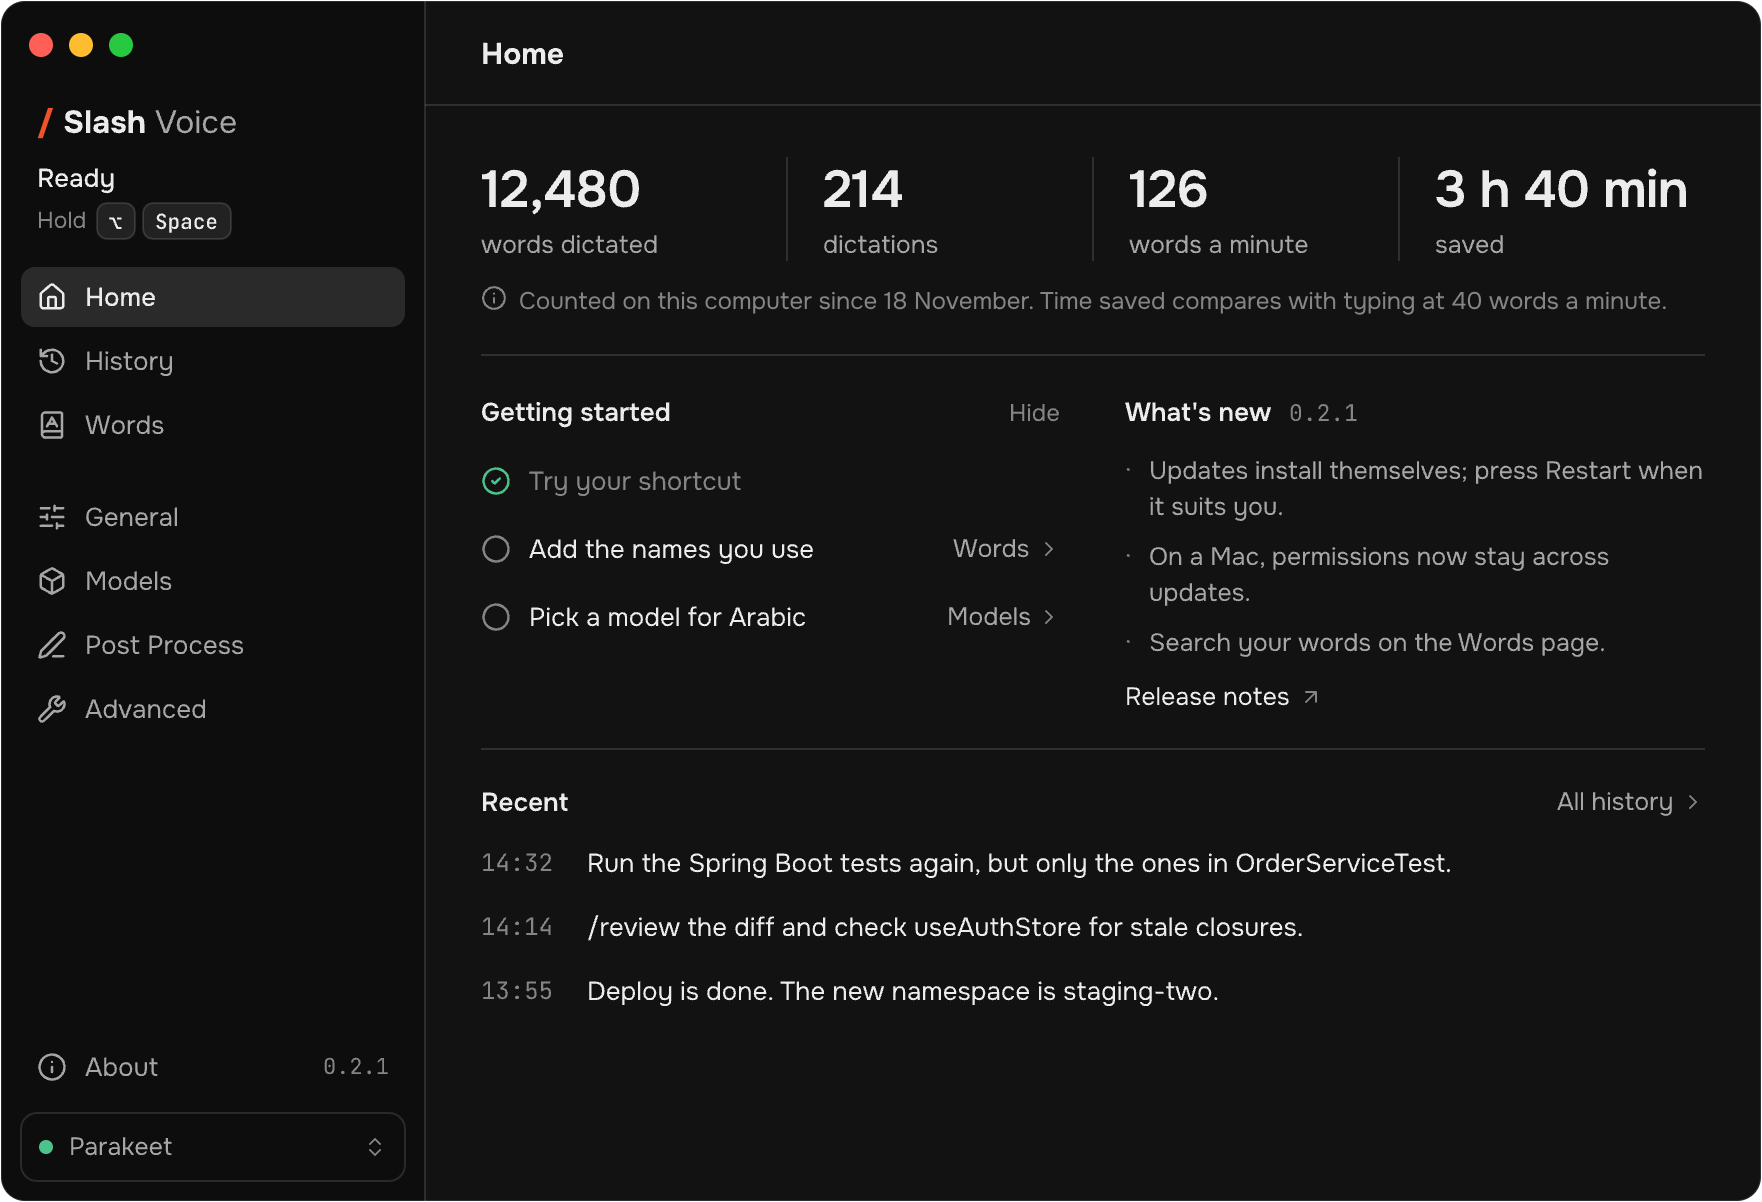 Slash Voice
Ready
Hold ⌥ Space
Home
History
Words
General
Models
Post Process
Advanced
About 0.2.1
Parakeet
Home
12,480
words dictated
214
dictations
126
words a minute
3 h 40 min
saved
Counted on this computer since 18 November. Time saved compares with typing at 40 words a minute.
Getting started Hide
Try your shortcut
Add the names you use Words
Pick a model for Arabic Models
What's new 0.2.1
· Updates install themselves; press Restart when
it suits you.
· On a Mac, permissions now stay across
updates.
· Search your words on the Words page.
Release notes
Recent All history
14:32 Run the Spring Boot tests again, but only the ones in OrderServiceTest.
14:14 /review the diff and check useAuthStore for stale closures.
13:55 Deploy is done. The new namespace is staging-two.